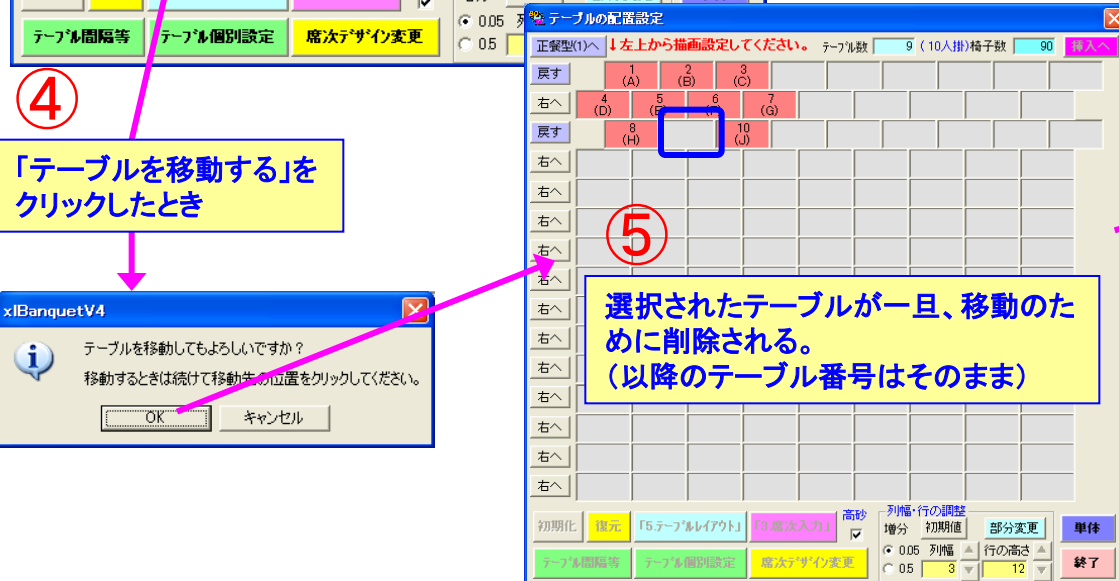 テーブル間隔等
テーブル個別設定
席次デザイン変更
0.05
0.5
④
「テーブルを移動する」を
クリックしたとき
xlBanquetV4
テーブルを移動してもよろしいですか?
移動するときは続けて移動先の位置をクリックしてください。
OK
キャンセル
テーブルの配置設定
正餐型(1)へ
↓左上から描画設定してください。
テーブル数 9 (10人掛)椅子数 90
挿入へ
戻す 1 2 3
(A) (B) (C)
右へ 4 5 6 7
(D) (E) (F) (G)
戻す 8 10
(H) (J)
右へ
右へ
右へ
右へ
右へ
右へ
右へ
右へ
右へ
右へ
右へ
右へ
⑤
選択されたテーブルが一旦、移動のた
めに削除される。
(以降のテーブル番号はそのまま)
初期化 復元 「5.テーブルレイアウト」 「3.席次入力」 高砂
列幅・行の調整
増分 初期値 部分変更
単体
テーブル間隔等 テーブル個別設定 席次デザイン変更
0.05 列幅 行の高さ
0.5 3 12
終了